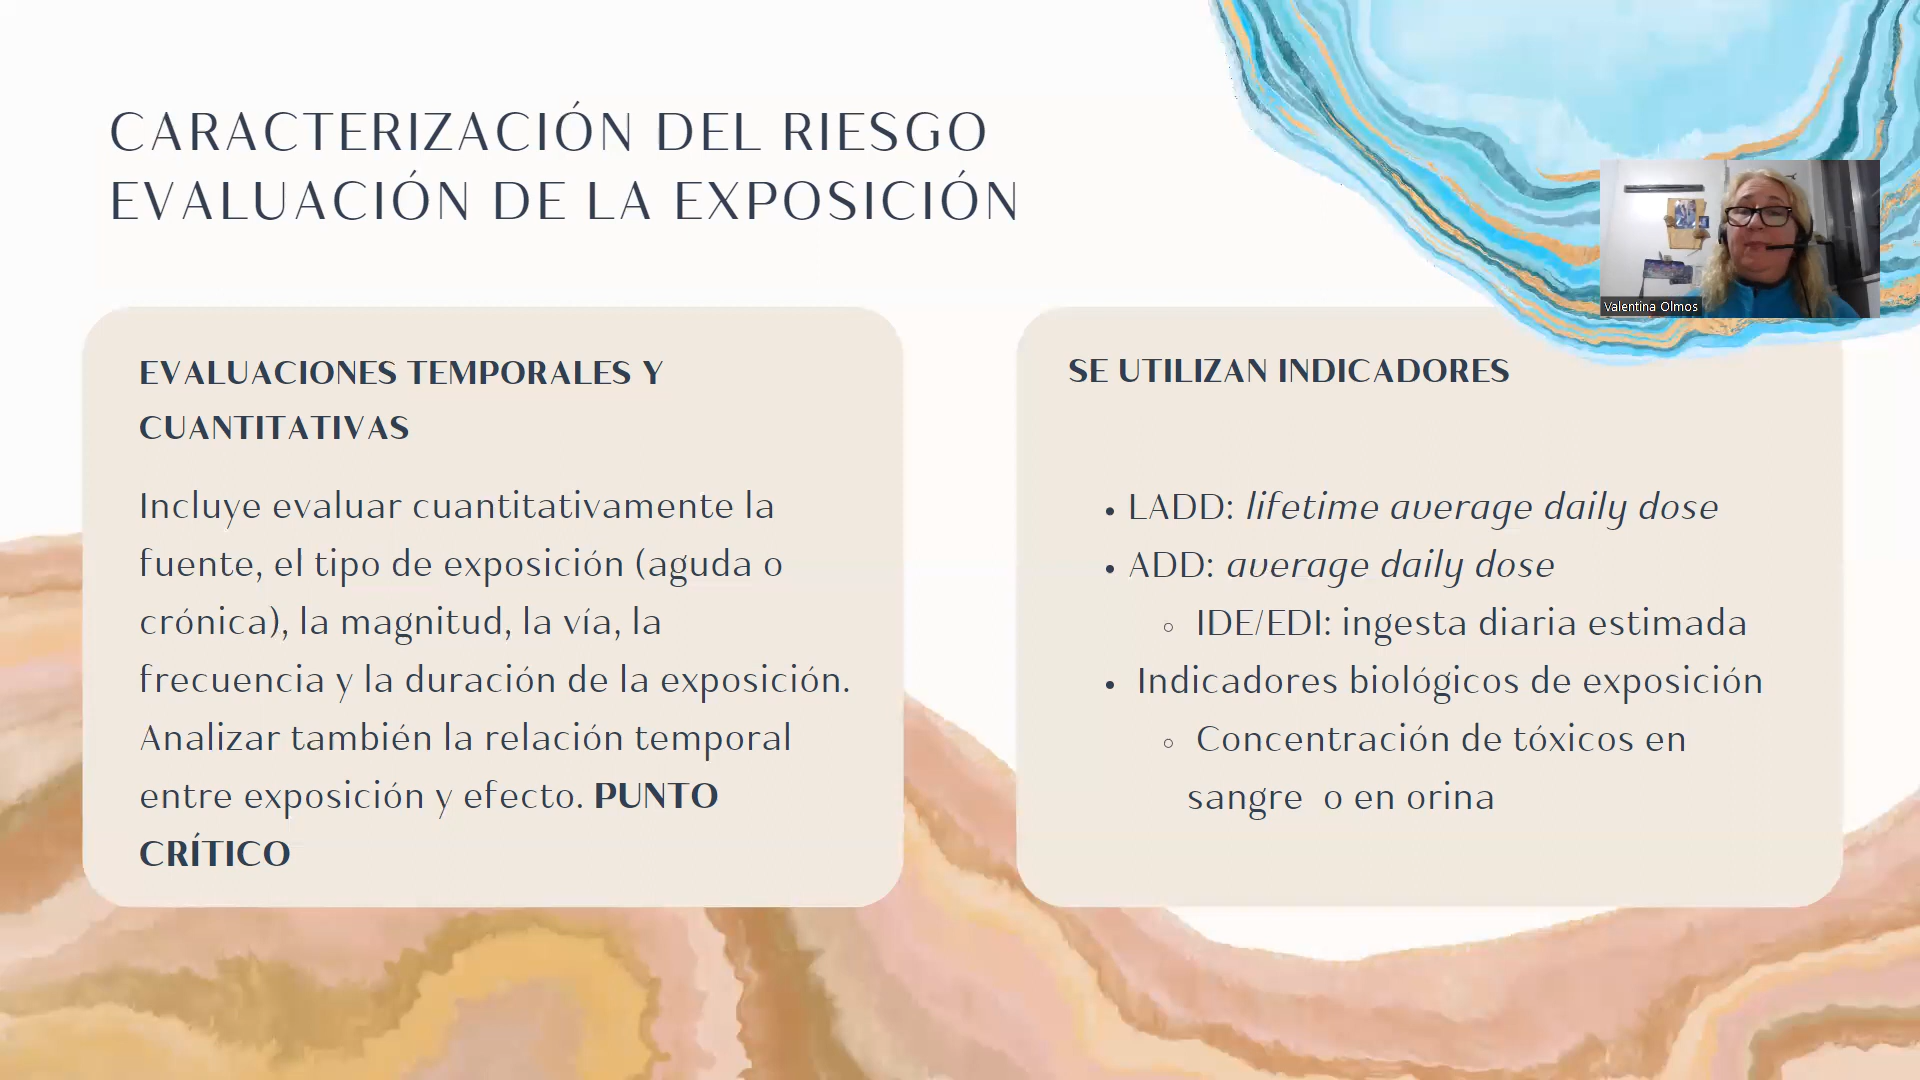 CARACTERIZACIÓN DEL RIESGO
EVALUACIÓN DE LA EXPOSICIÓN
Valentina Olmos
EVALUACIONES TEMPORALES Y
CUANTITATIVAS
Incluye evaluar cuantitativamente la
fuente, el tipo de exposición (aguda o
crónica), la magnitud, la vía, la
frecuencia y la duración de la exposición.
Analizar también la relación temporal
entre exposición y efecto. PUNTO
CRÍTICO
SE UTILIZAN INDICADORES
• LADD: lifetime average daily dose
• ADD: average daily dose
◦ IDE/EDI: ingesta diaria estimada
• Indicadores biológicos de exposición
◦ Concentración de tóxicos en
sangre o en orina